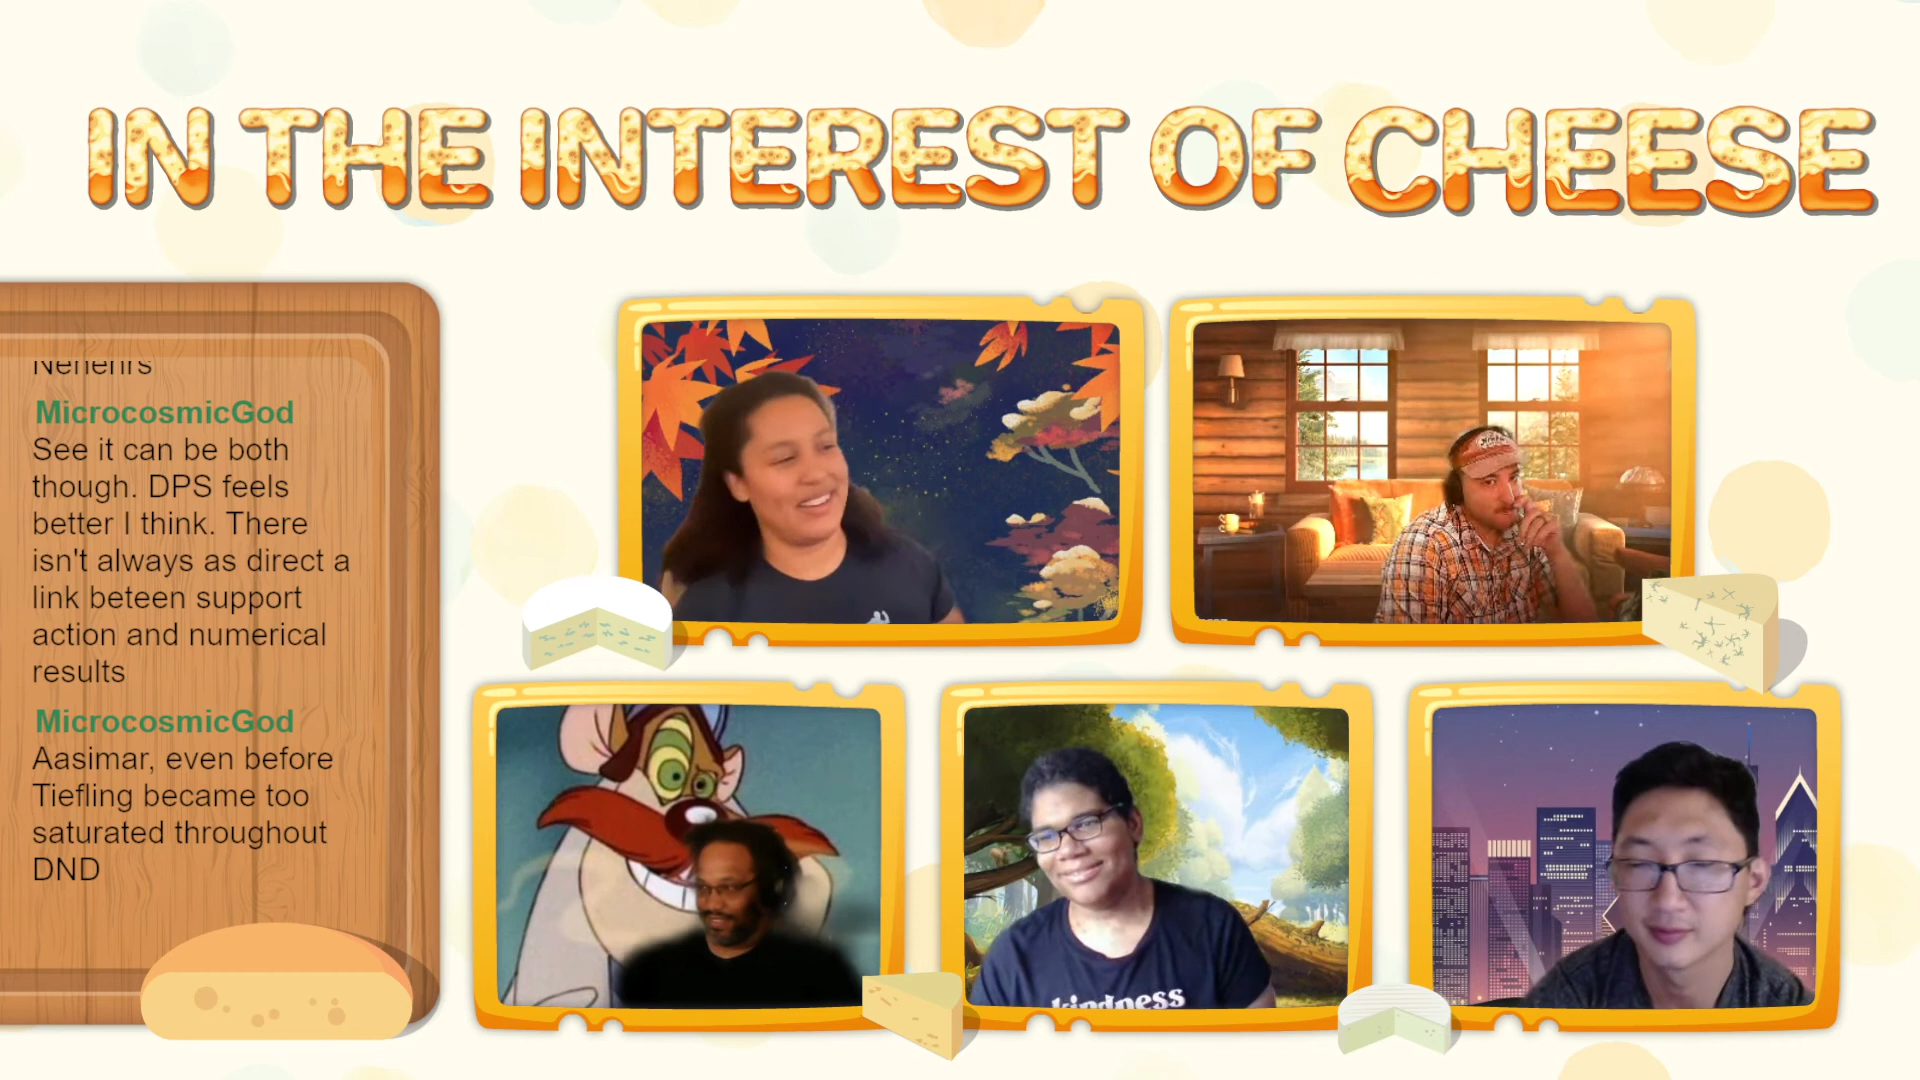 IN THE INTEREST OF CHEESE
MicrocosmicGod
See it can be both
though. DPS feels
better I think. There
isn't always as direct a
link beteen support
action and numerical
results
MicrocosmicGod
Aasimar, even before
Tiefling became too
saturated throughout
DND
kindness